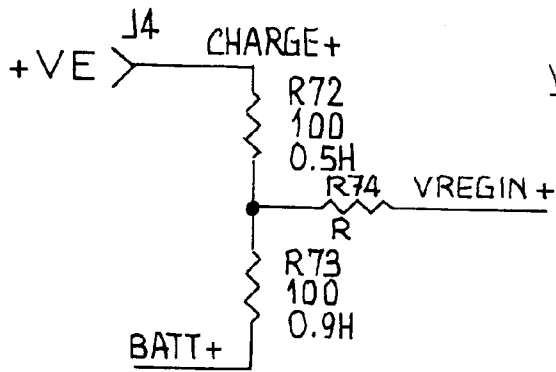 J4
CHARGE+
+VE
R72
100
0.5H
R74
VREGIN+
R
R73
100
0.9H
BATT+